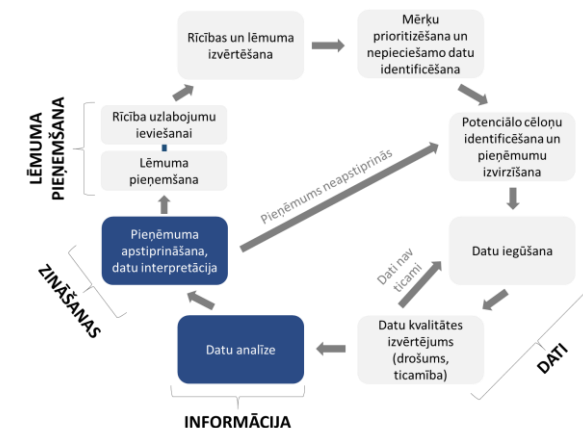 Rīcības un lēmuma
izvērtēšana
Mērķu
prioritizēšana un
nepieciešamo datu
identificēšana
Potenciālo cēloņu
identificēšana un
pieņēmumu
izvirzīšana
Datu iegūšana
Datu kvalitātes
izvērtējums
(drošums,
ticamība)
Datu analīze
Pieņēmuma
apstiprināšana,
datu interpretācija
Lēmuma
pieņemšana
Rīcība uzlabojumu
ieviešanai
Pieņēmums neapstiprinās
Dati nav
ticami
LĒMUMA
PIEŅEMŠANA
ZINĀŠANAS
INFORMĀCIJA
DATI